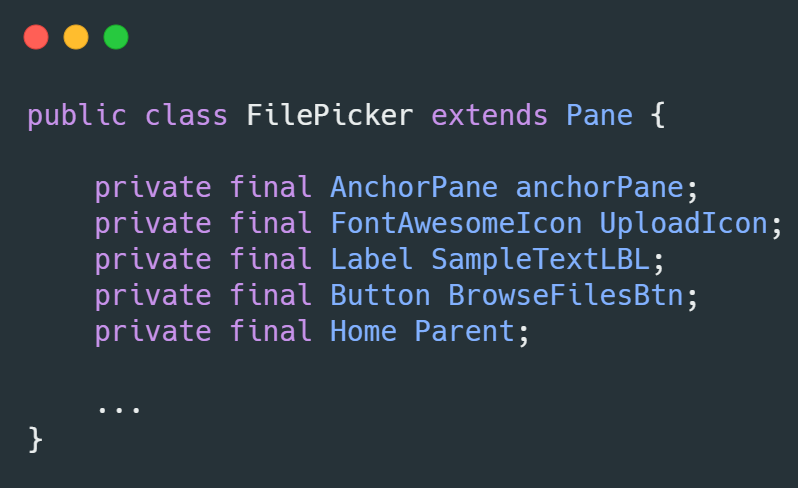 public class FilePicker extends Pane {
private final AnchorPane anchorPane;
private final FontAwesomeIcon UploadIcon;
private final Label SampleTextLBL;
private final Button BrowseFilesBtn;
private final Home Parent;
...
}